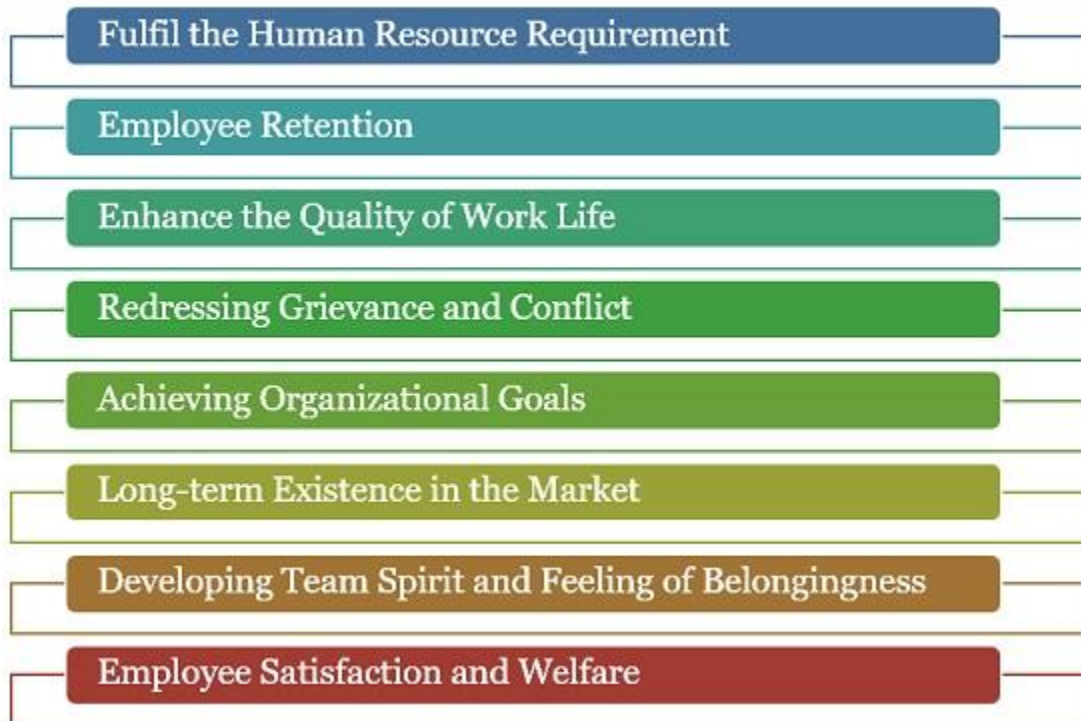 Fulfil the Human Resource Requirement
Employee Retention
Enhance the Quality of Work Life
Redressing Grievance and Conflict
Achieving Organizational Goals
Long-term Existence in the Market
Developing Team Spirit and Feeling of Belongingness
Employee Satisfaction and Welfare